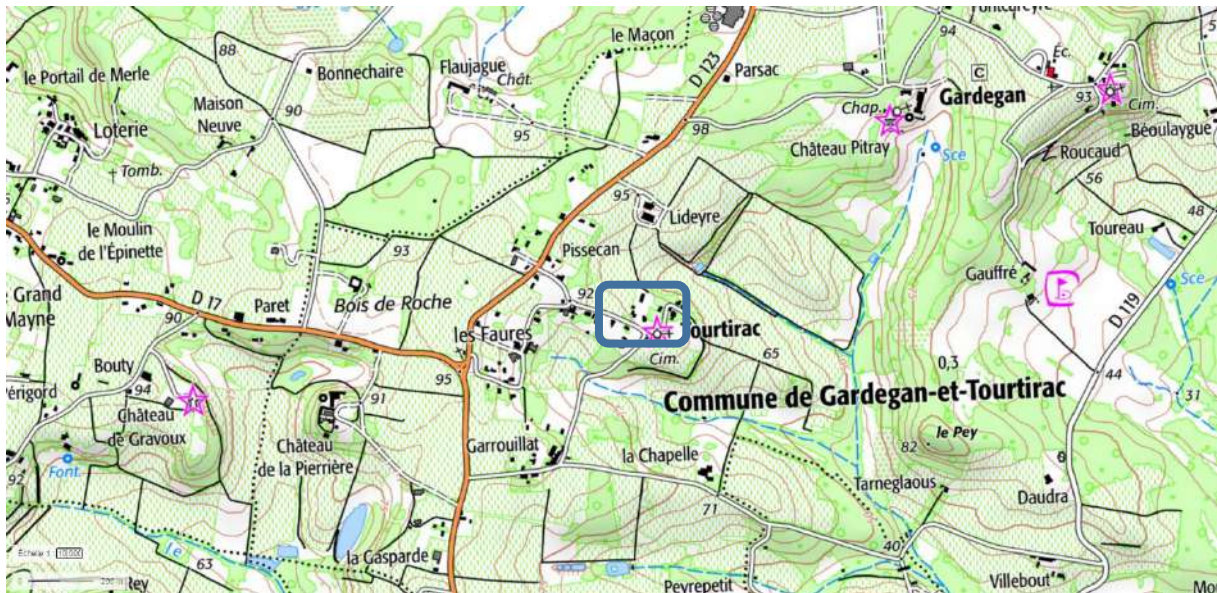 88
le Maçon
94
D 123
Éc.
le Portail de Merle
Bonnechaire
Flaujague
Chât.
Parsac
C
Maison
Neuve
90
Gardegan
93
Cim.
Loterie
95
98
Chap.
Béoulaygue
Château Pitray
Sce
Roucaud
† Tomb.
95
56
Lideyre
48
le Moulin
de l'Épinette
93
Pissecan
Toureau
Gauffré
Sce
Grand
Mayne
D 17
Paret
Bois de Roche
92
90
les Faures
Tourtirac
D 119
Cim.
65
0,3
Bouty
95
44
94
91
Commune de Gardegan-et-Tourtirac
31
Château
de Gravoux
Château
de la Pierrière
82
le Pey
Garrouillat
la Chapelle
Font.
92
Tarneglaous
Daudra
71
40
63
la Gasparde
Villebout
Peyrepetit